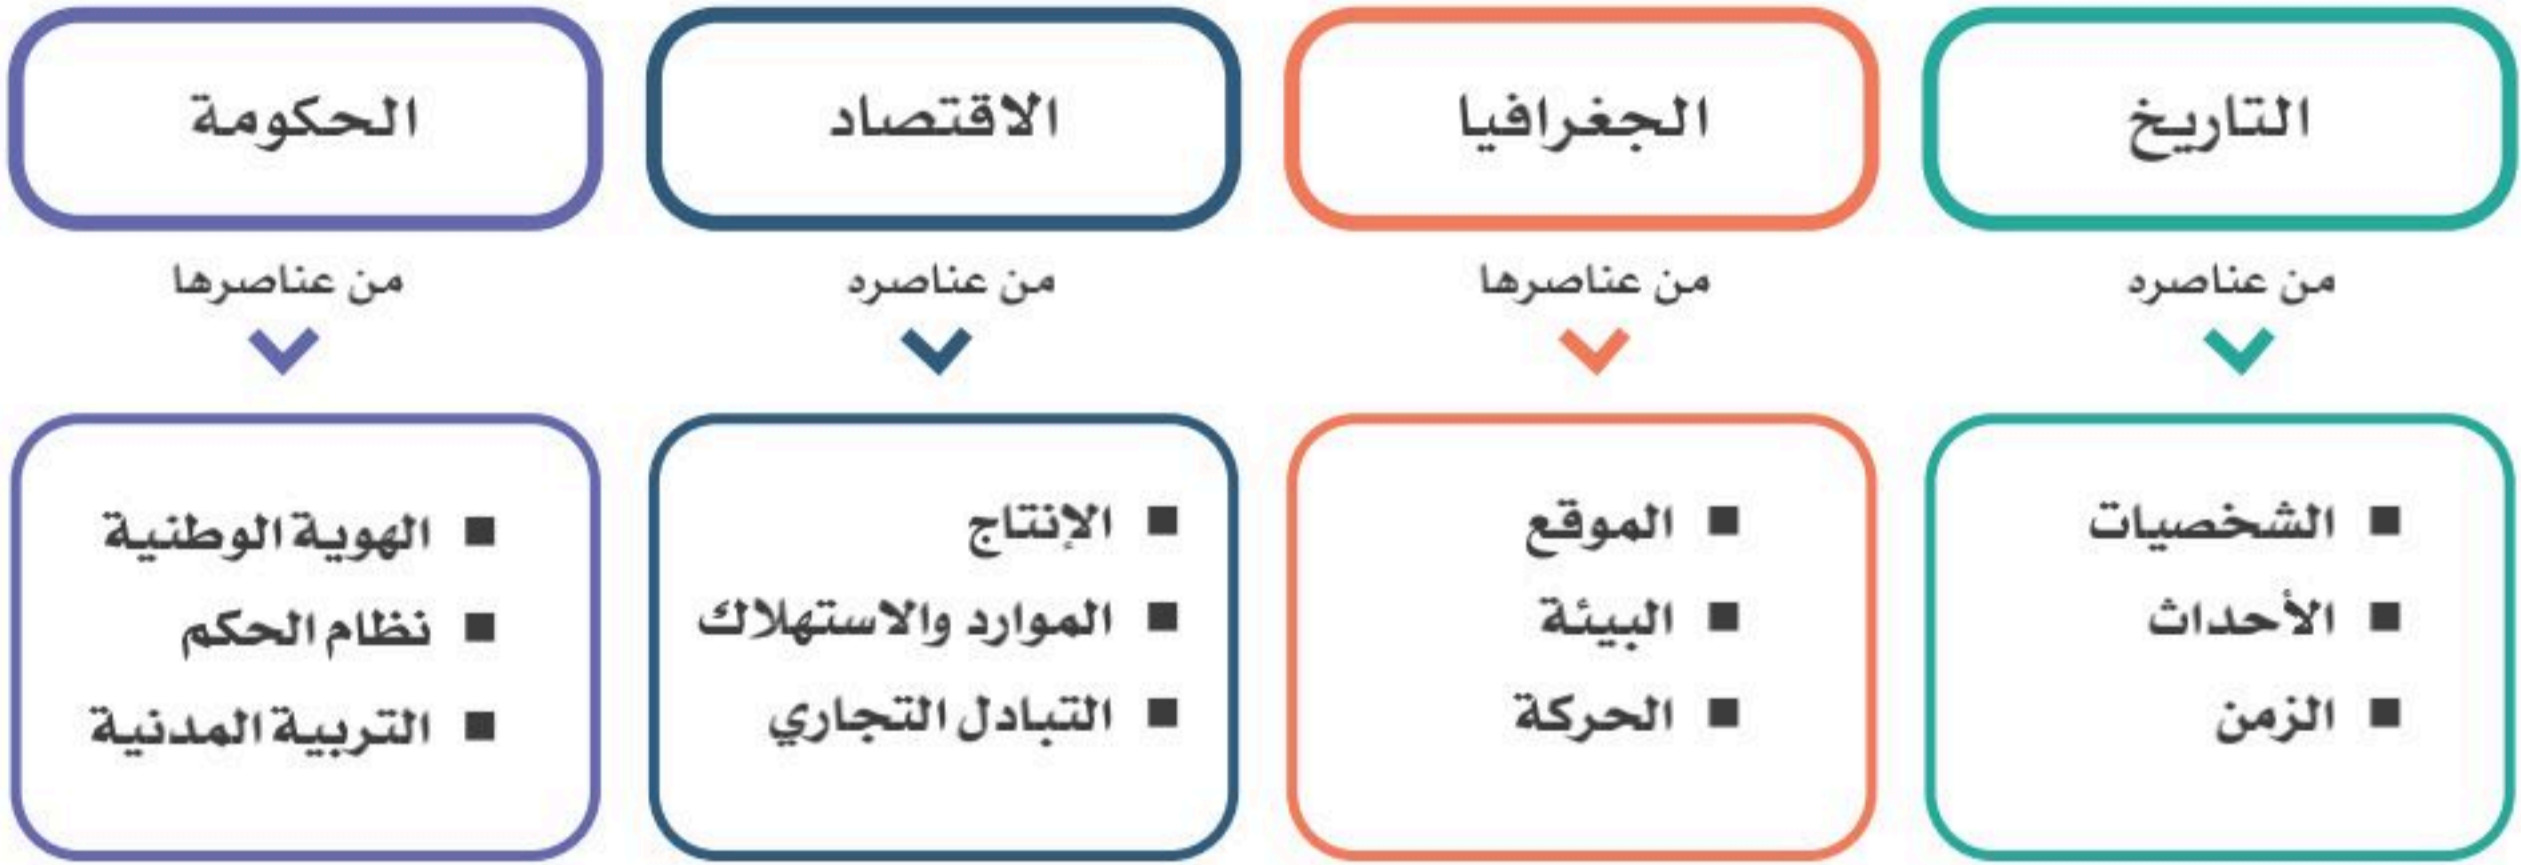 التاريخ
من عناصره
الشخصيات
الأحداث
الزمن
الجغرافيا
من عناصرها
الموقع
البيئة
الحركة
الاقتصاد
من عناصره
الإنتاج
الموارد والاستهلاك
التبادل التجاري
الحكومة
من عناصرها
الهوية الوطنية
نظام الحكم
التربية المدنية